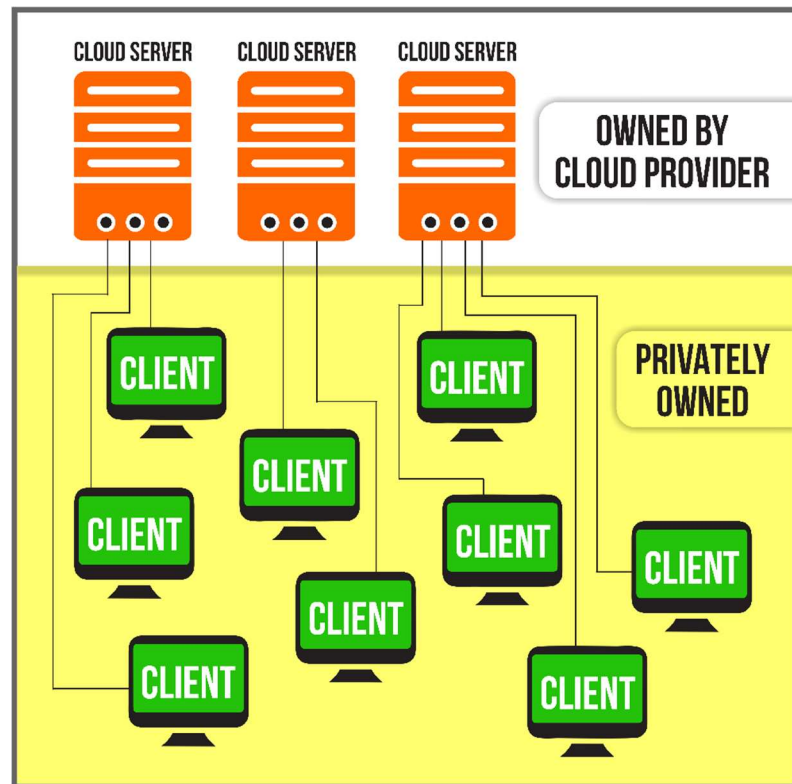 CLOUD SERVER
CLOUD SERVER
CLOUD SERVER
OWNED BY
CLOUD PROVIDER
PRIVATELY
OWNED
CLIENT
CLIENT
CLIENT
CLIENT
CLIENT
CLIENT
CLIENT
CLIENT
CLIENT